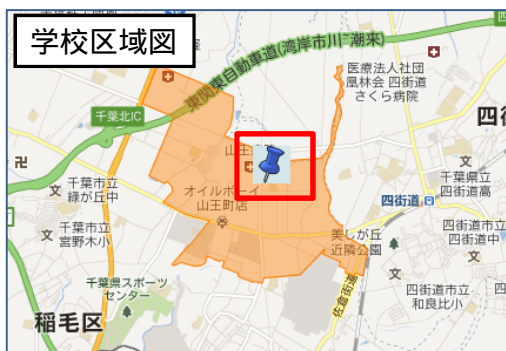 学校区域図
東関東自動車道(湾岸市川-潮来)
医療法人社団
凰林会 四街道
さくら病院
千葉北IC
山王
四街
千葉市立
緑が丘中
オイルボーイ
山王町店
千葉県立
四街道高
四街道
千葉市立
宮野木小
美しが丘
近隣公園
四街道市立
四街道中
千葉県スポーツ
センター
佐倉街道
四街道市立
和良比小
稲毛区